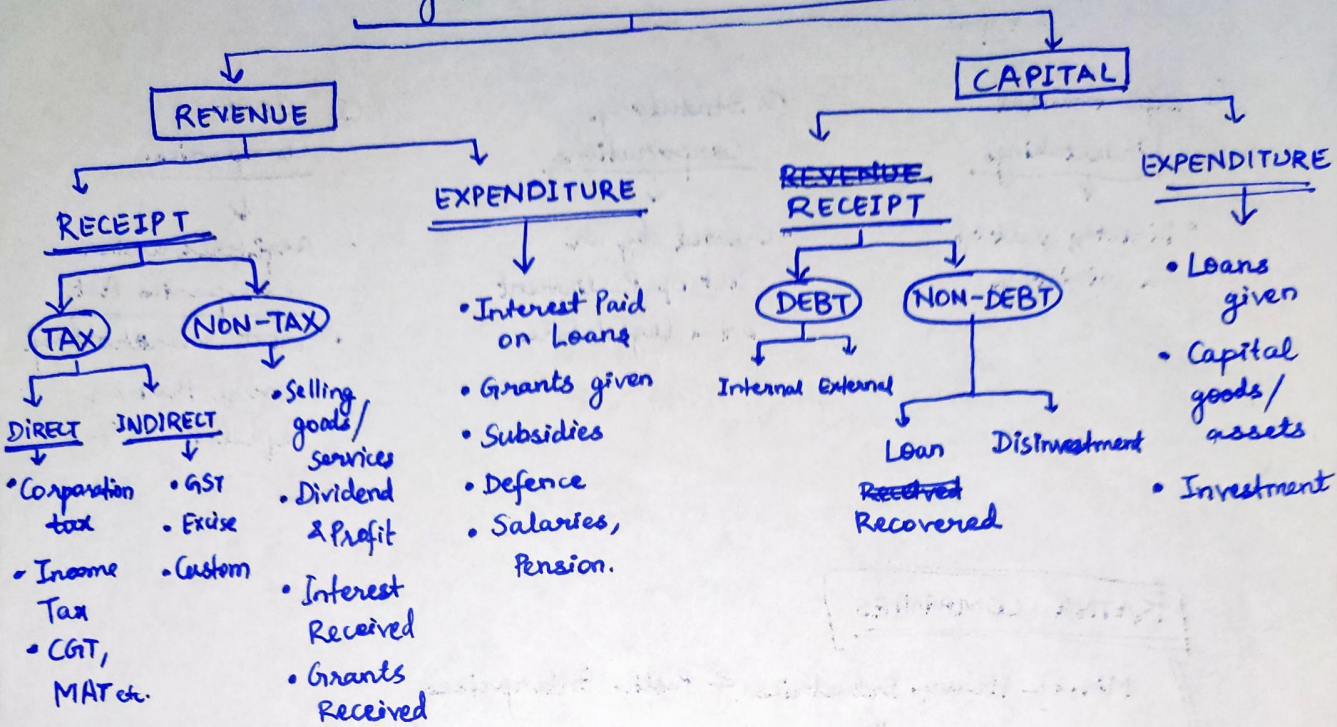 REVENUE
CAPITAL
RECEIPT
EXPENDITURE
REVENUE
RECEIPT
EXPENDITURE
TAX
NON-TAX
• Interest Paid
on Loans
• Grants given
• Subsidies
• Defence
• Salaries,
Pension.
DEBT
NON-DEBT
• Loans
given
• Capital
goods/
assets
• Investment
DIRECT
INDIRECT
• Selling
goods/
services
• Dividend
& Profit
• Interest
Received
• Grants
Received
Internal External
Loan
Received
Recovered
Disinvestment
• Corporation
tax
• Income
Tax
• CGT,
MAT etc.
• GST
• Excise
• Custom